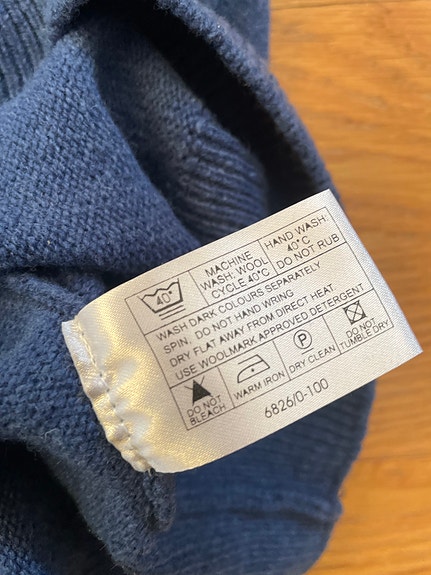 40°
MACHINE
WASH: WOOL
CYCLE 40°C
HAND WASH:
40°C
DO NOT RUB
WASH DARK COLOURS SEPARATELY
SPIN. DO NOT HAND WRING
DRY FLAT AWAY FROM DIRECT HEAT
USE WOOLMARK APPROVED DETERGENT
DO NOT
BLEACH
WARM IRON
P
DRY CLEAN
DO NOT
TUMBLE DRY
6826/0-100